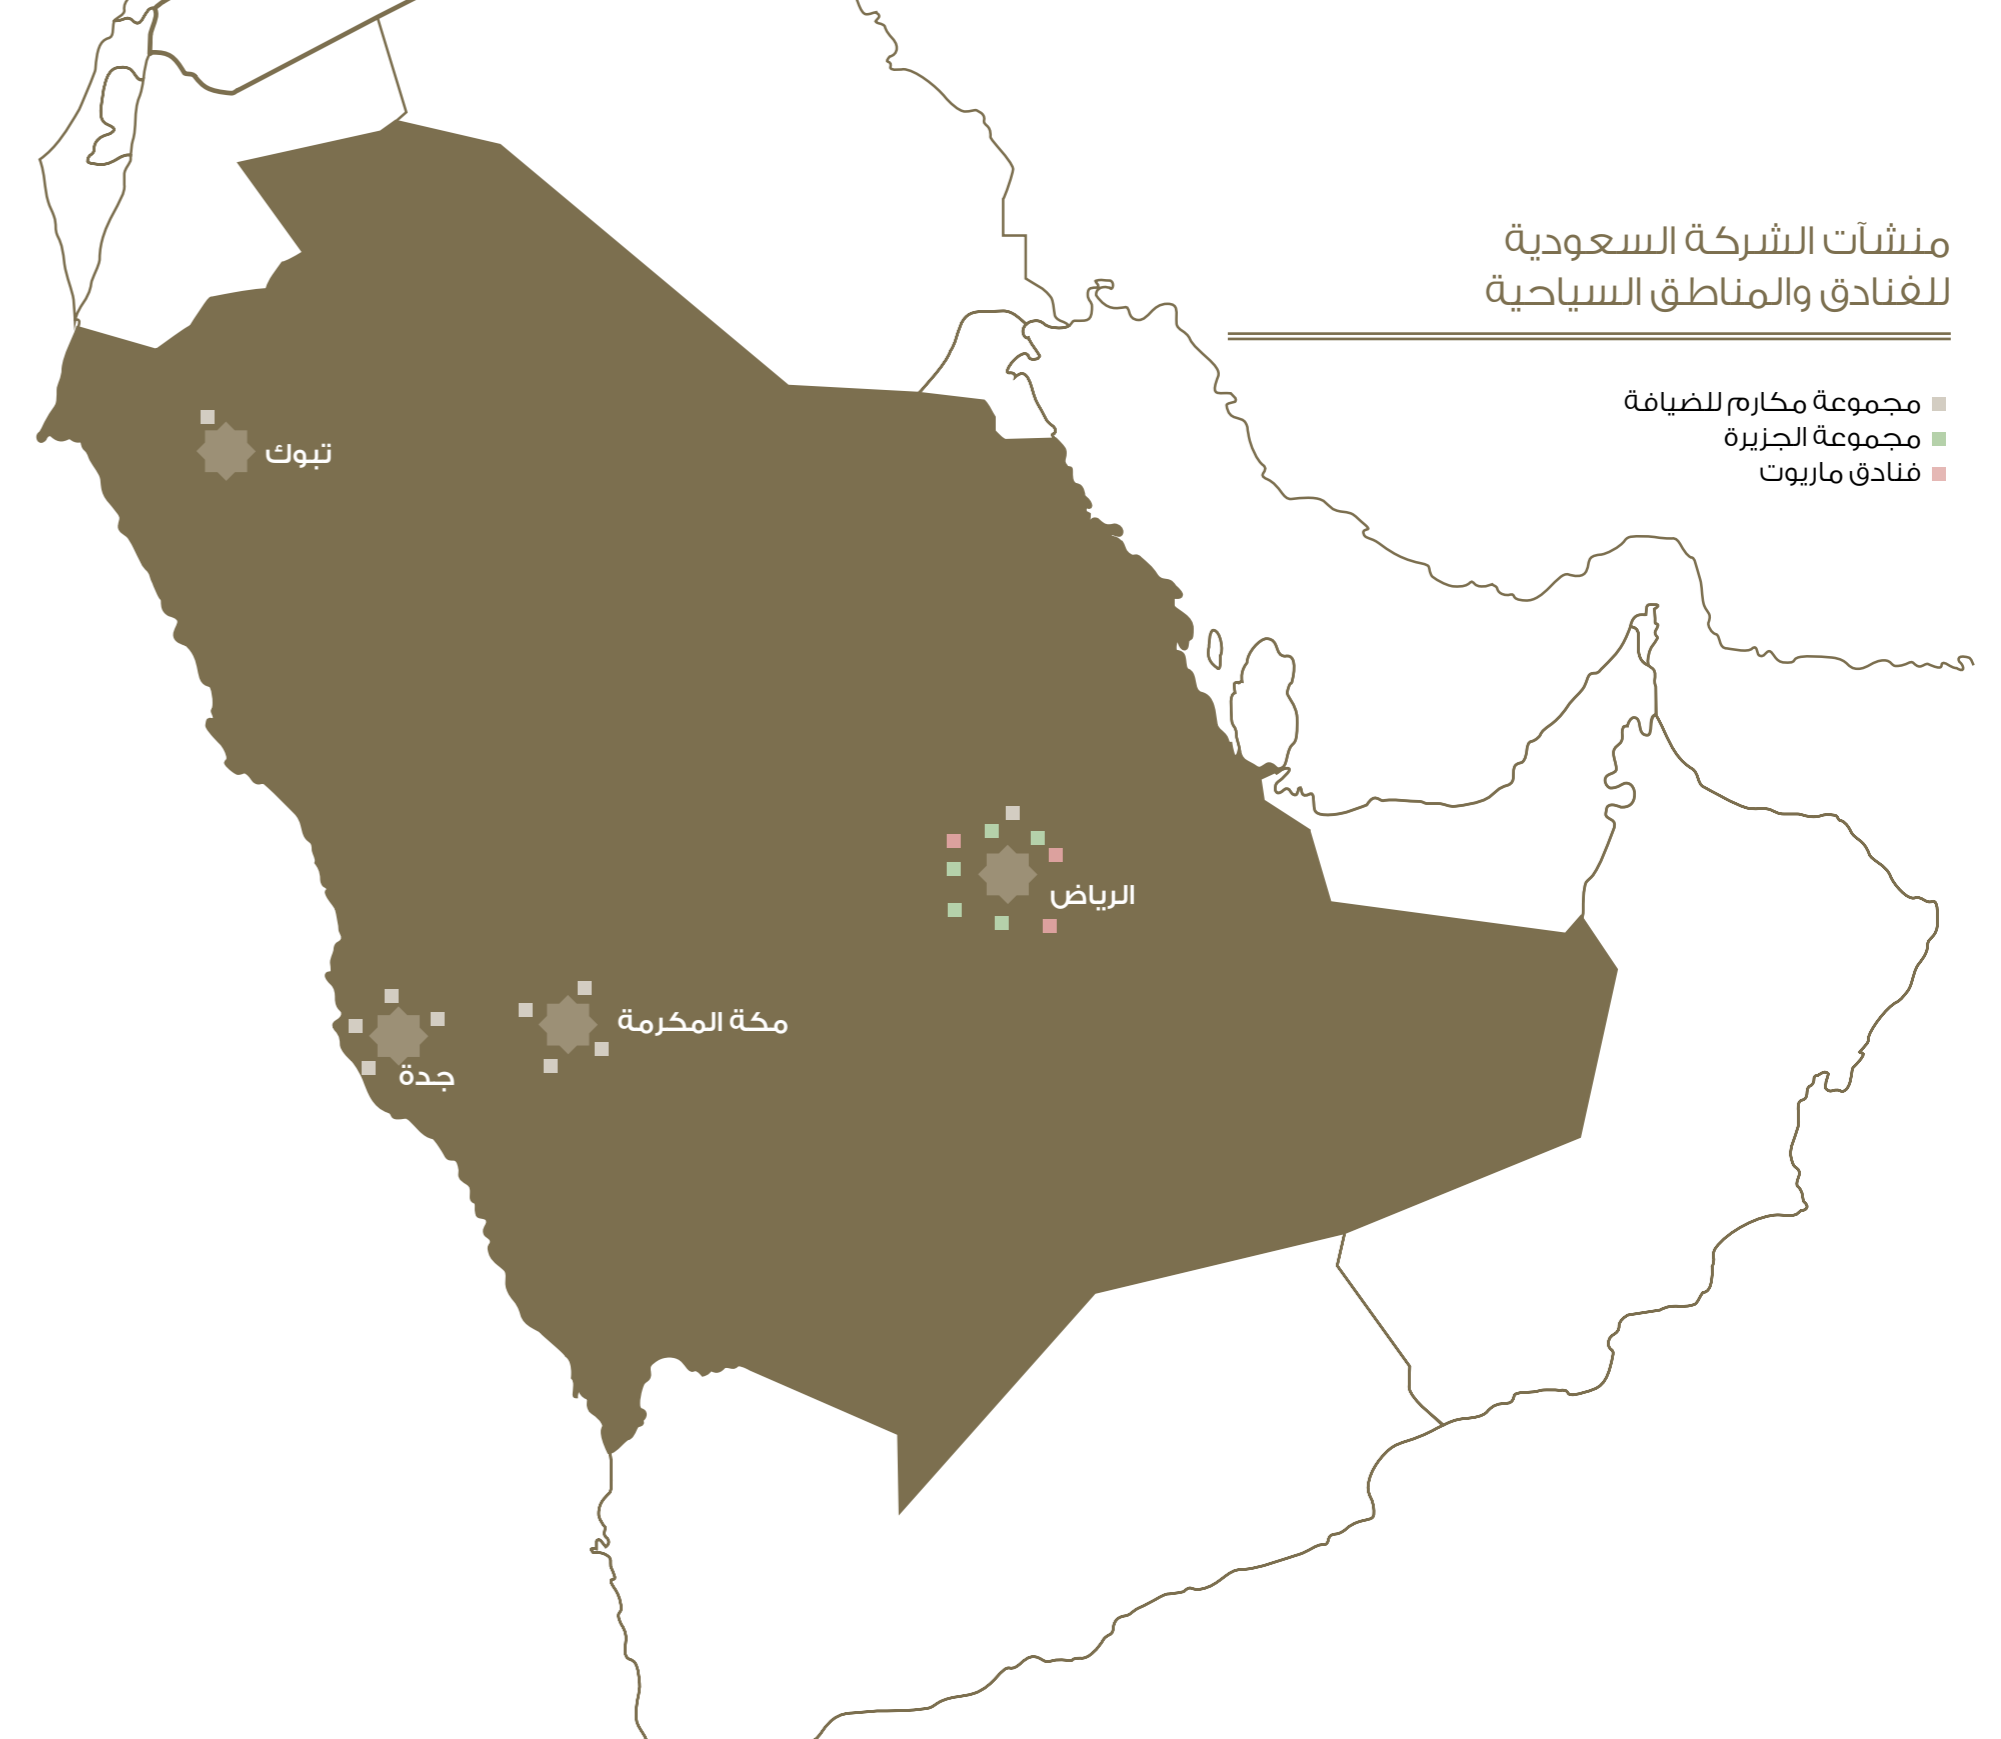 منشآت الشركة السعودية
للفنادق والمناطق السياحية
مجموعة مكارم للضيافة
مجموعة الجزيرة
فنادق ماريوت
تبوك
الرياض
مكة المكرمة
جدة